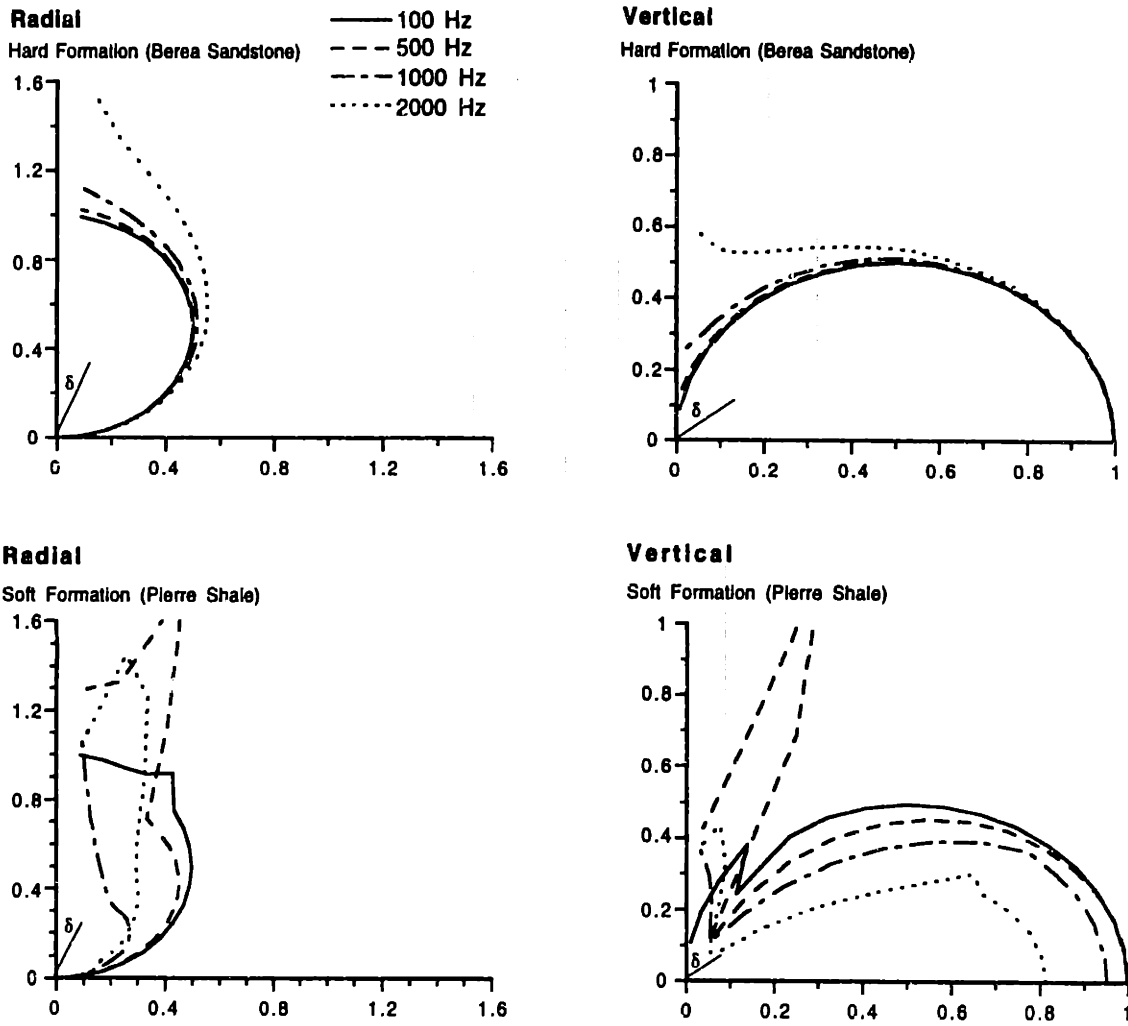 Radial
Hard Formation (Berea Sandstone)
100 Hz
500 Hz
1000 Hz
2000 Hz
1.6
1.2
0.8
0.4
0
δ
0 0.4 0.8 1.2 1.6
Vertical
Hard Formation (Berea Sandstone)
1
0.8
0.6
0.4
0.2
0
δ
0 0.2 0.4 0.6 0.8 1
Radial
Soft Formation (Pierre Shale)
1.6
1.2
0.8
0.4
0
δ
0 0.4 0.8 1.2 1.6
Vertical
Soft Formation (Pierre Shale)
1
0.8
0.6
0.4
0.2
0
δ
0 0.2 0.4 0.6 0.8 1